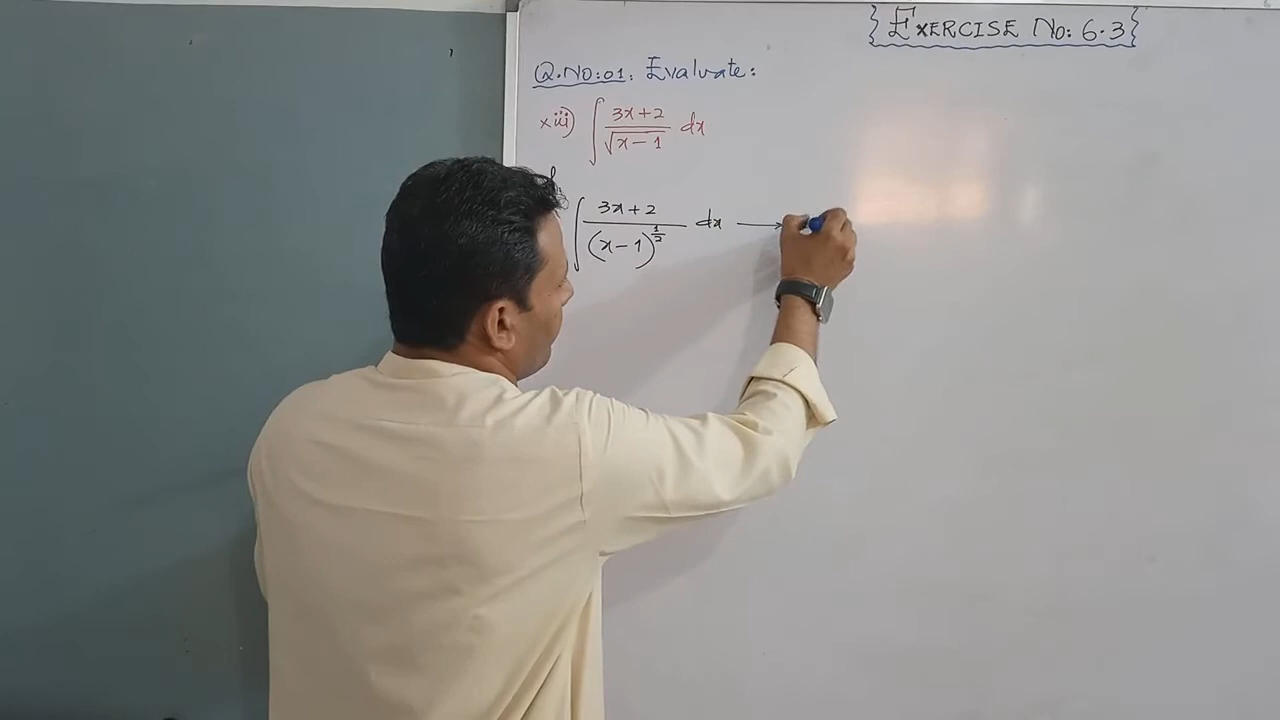 { EXERCISE No: 6.3 }
Q.No:01. Evaluate:
xiii) ∫ (3x+2)/√(x-1) dx
∫ (3x+2)/(x-1)^(1/2) dx →